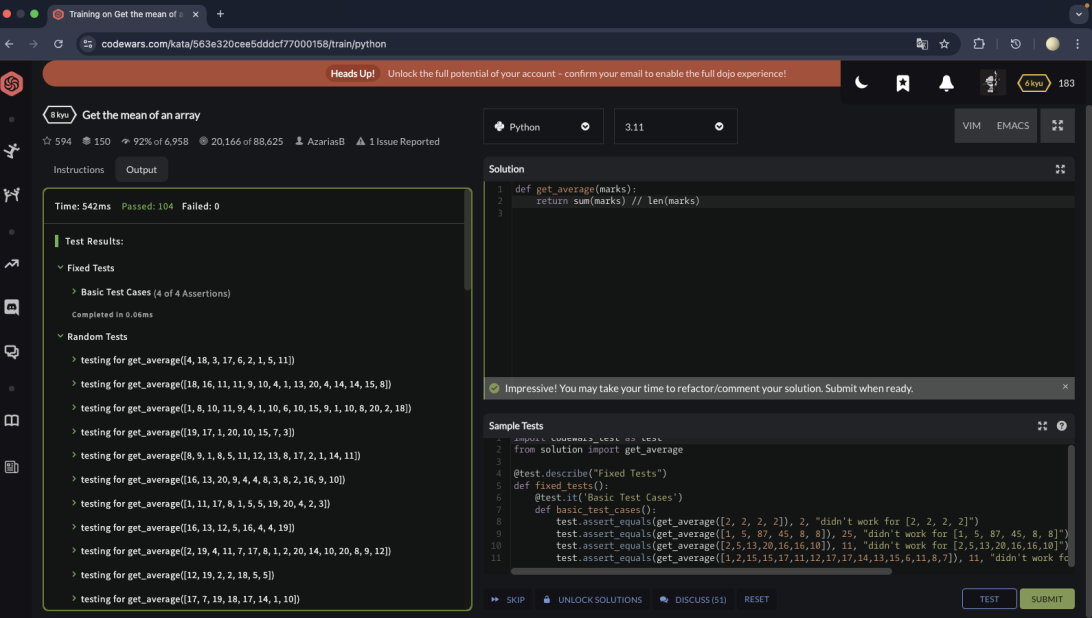 Training on Get the mean of a
codewars.com/kata/563e320cee5dddcf77000158/train/python
Heads Up! Unlock the full potential of your account – confirm your email to enable the full dojo experience!
6 kyu 183
8 kyu Get the mean of an array
594 150 92% of 6,958 20,166 of 88,625 AzariasB 1 Issue Reported
Python 3.11 VIM EMACS
Instructions Output
Time: 542ms Passed: 104 Failed: 0
Test Results:
Fixed Tests
Basic Test Cases (4 of 4 Assertions)
Completed in 0.06ms
Random Tests
testing for get_average([4, 18, 3, 17, 6, 2, 1, 5, 11])
testing for get_average([18, 16, 11, 11, 9, 10, 4, 1, 13, 20, 4, 14, 14, 15, 8])
testing for get_average([1, 8, 10, 11, 9, 4, 1, 10, 6, 10, 15, 9, 1, 10, 8, 20, 2, 18])
testing for get_average([19, 17, 1, 20, 10, 15, 7, 3])
testing for get_average([8, 9, 1, 8, 5, 11, 12, 13, 8, 17, 2, 1, 14, 11])
testing for get_average([16, 13, 20, 9, 4, 4, 8, 3, 8, 2, 16, 9, 10])
testing for get_average([1, 11, 17, 8, 1, 5, 5, 19, 20, 4, 2, 3])
testing for get_average([16, 13, 12, 5, 16, 4, 4, 19])
testing for get_average([2, 19, 4, 11, 7, 17, 8, 1, 2, 20, 14, 10, 20, 8, 9, 12])
testing for get_average([12, 19, 2, 2, 18, 5, 5])
testing for get_average([17, 7, 19, 18, 17, 14, 1, 10])
Solution
1 def get_average(marks):
2 return sum(marks) // len(marks)
3
Impressive! You may take your time to refactor/comment your solution. Submit when ready.
Sample Tests
1 import codewars_test as test
2 from solution import get_average
3
4 @test.describe("Fixed Tests")
5 def fixed_tests():
6 @test.it('Basic Test Cases')
7 def basic_test_cases():
8 test.assert_equals(get_average([2, 2, 2, 2]), 2, "didn't work for [2, 2, 2, 2]")
9 test.assert_equals(get_average([1, 5, 87, 45, 8, 8]), 25, "didn't work for [1, 5, 87, 45, 8, 8]")
10 test.assert_equals(get_average([2,5,13,20,16,16,10]), 11, "didn't work for [2,5,13,20,16,16,10]")
11 test.assert_equals(get_average([1,2,15,15,17,11,12,17,17,14,13,15,6,11,8,7]), 11, "didn't work fo
SKIP UNLOCK SOLUTIONS DISCUSS (51) RESET TEST SUBMIT